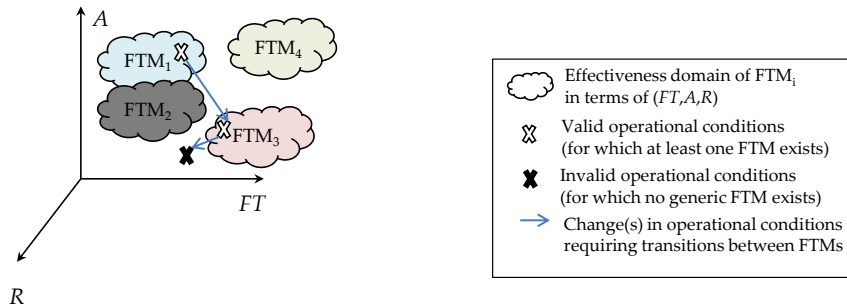 A
FTM1
FTM4
FTM2
FTM3
FT
R
Effectiveness domain of FTMi
in terms of (FT,A,R)
Valid operational conditions
(for which at least one FTM exists)
Invalid operational conditions
(for which no generic FTM exists)
Change(s) in operational conditions
requiring transitions between FTMs